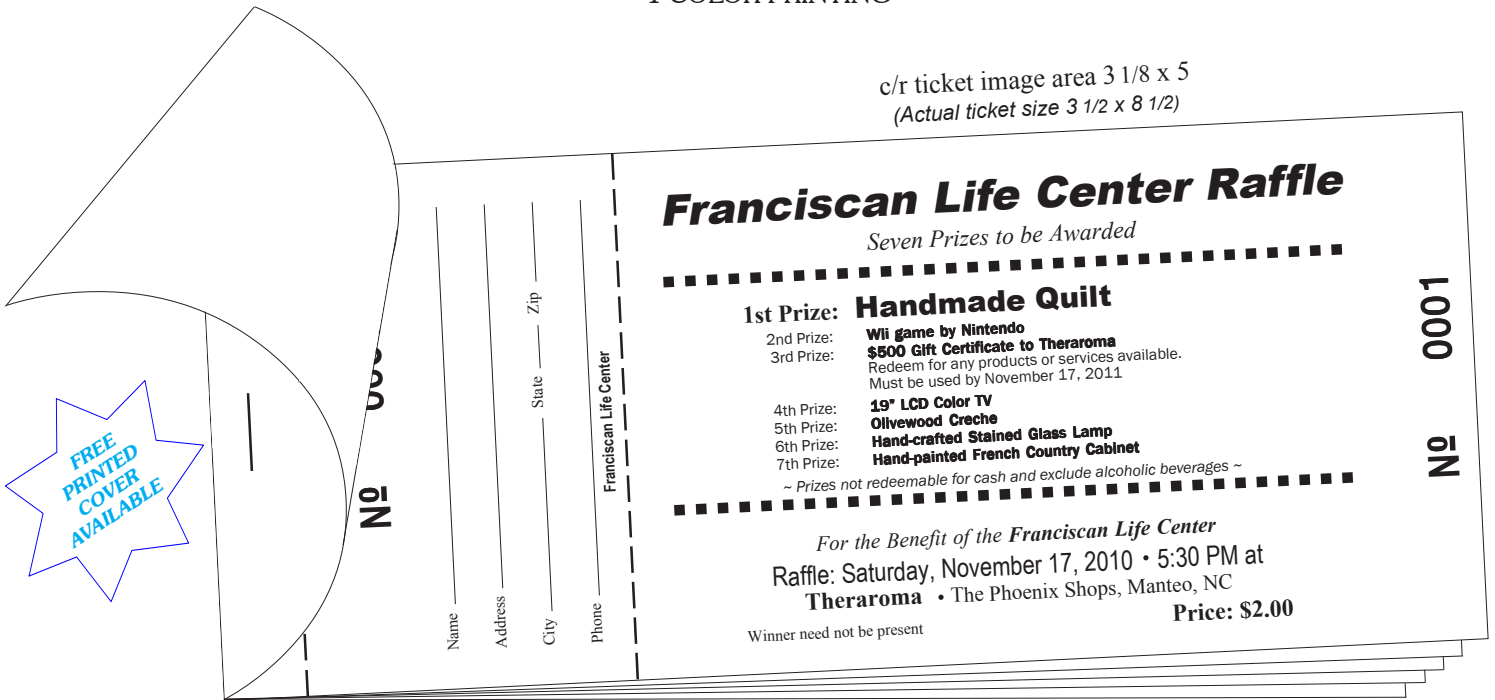 c/r ticket image area 3 1/8 x 5
(Actual ticket size 3 1/2 x 8 1/2)
FREE
PRINTED
COVER
AVAILABLE
Nº
Name
Address
City State Zip
Phone
Franciscan Life Center
Franciscan Life Center Raffle
Seven Prizes to be Awarded
1st Prize: Handmade Quilt
2nd Prize: Wii game by Nintendo
3rd Prize: $500 Gift Certificate to Theraroma
Redeem for any products or services available.
Must be used by November 17, 2011
4th Prize: 19" LCD Color TV
5th Prize: Olivewood Creche
6th Prize: Hand-crafted Stained Glass Lamp
7th Prize: Hand-painted French Country Cabinet
~ Prizes not redeemable for cash and exclude alcoholic beverages ~
For the Benefit of the Franciscan Life Center
Raffle: Saturday, November 17, 2010 • 5:30 PM at
Theraroma • The Phoenix Shops, Manteo, NC
Price: $2.00
Winner need not be present
Nº 0001